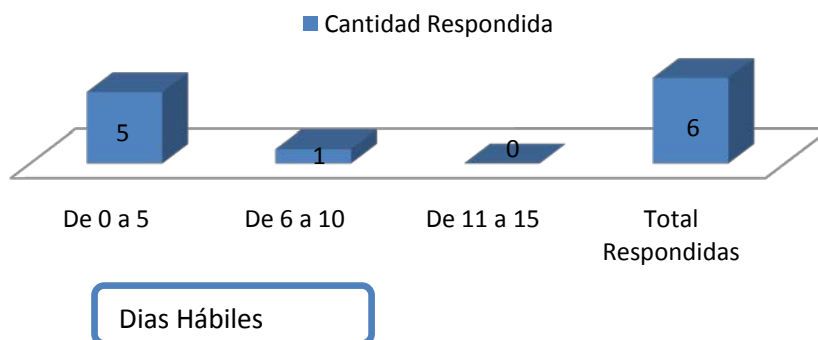 Cantidad Respondida
5
1
0
6
De 0 a 5
De 6 a 10
De 11 a 15
Total
Respondidas
Dias Hábiles